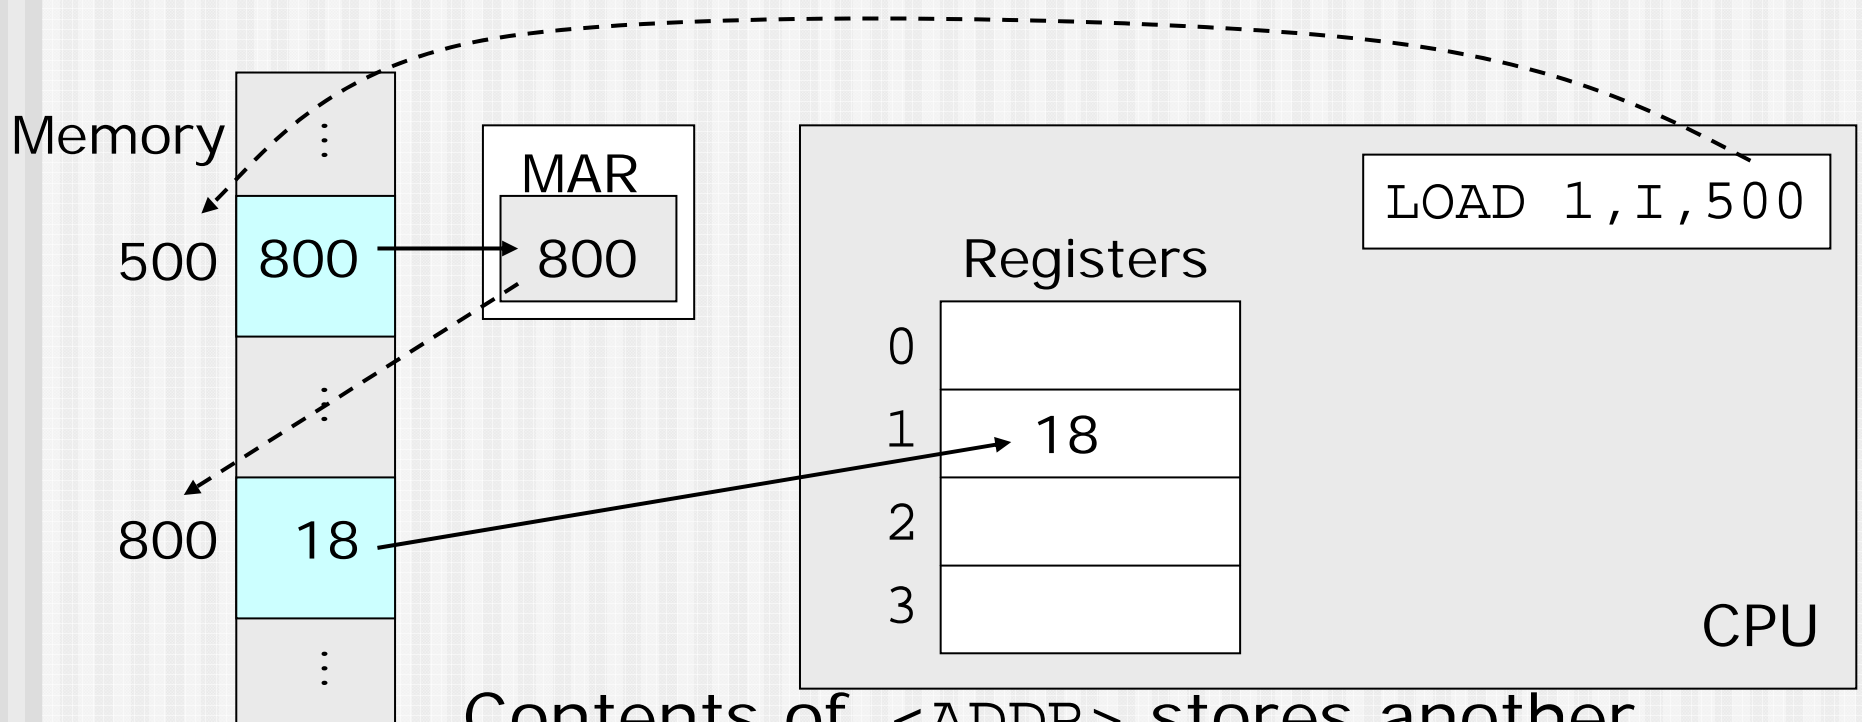 Memory
⋮
MAR
LOAD 1,I,500
500 800 800
Registers
0
⋮
1 18
800 18
2
3
CPU
⋮
Contents of <ADDR> stores another